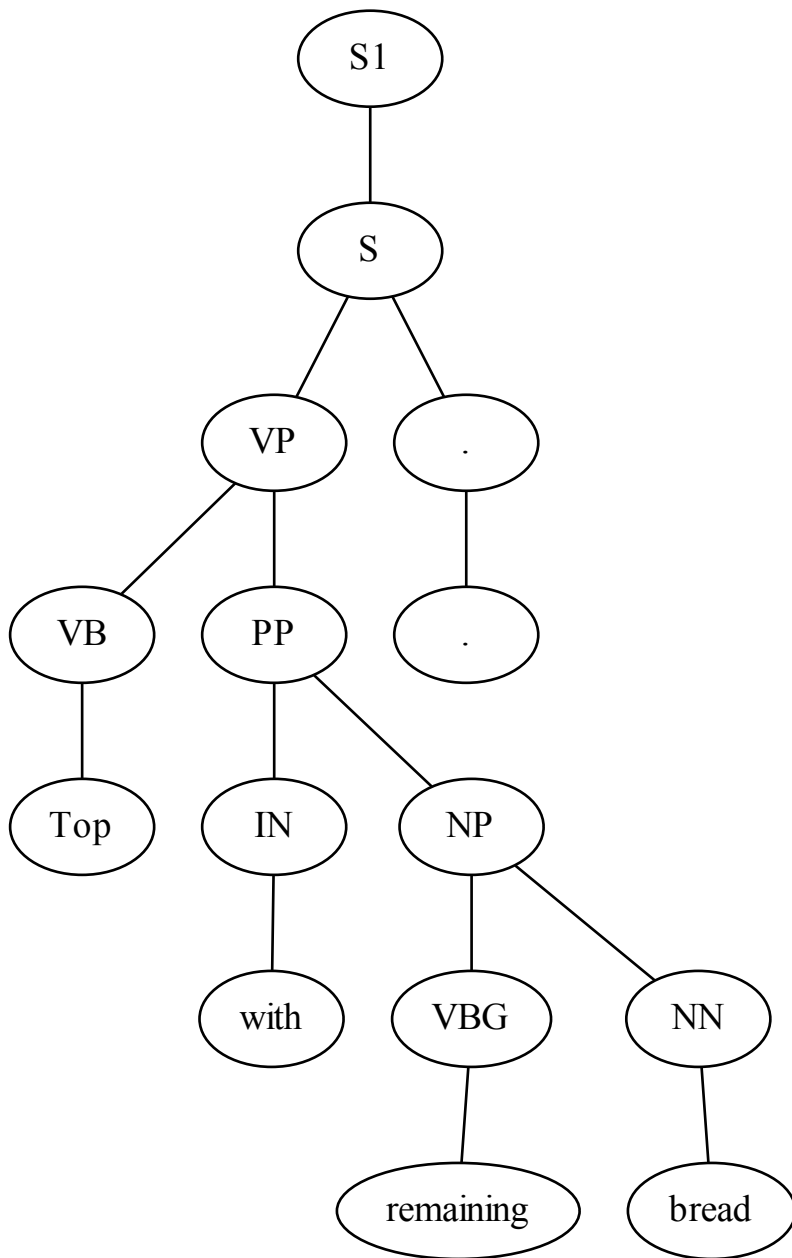 S1
S
VP .
VB PP .
Top IN NP
with VBG NN
remaining bread